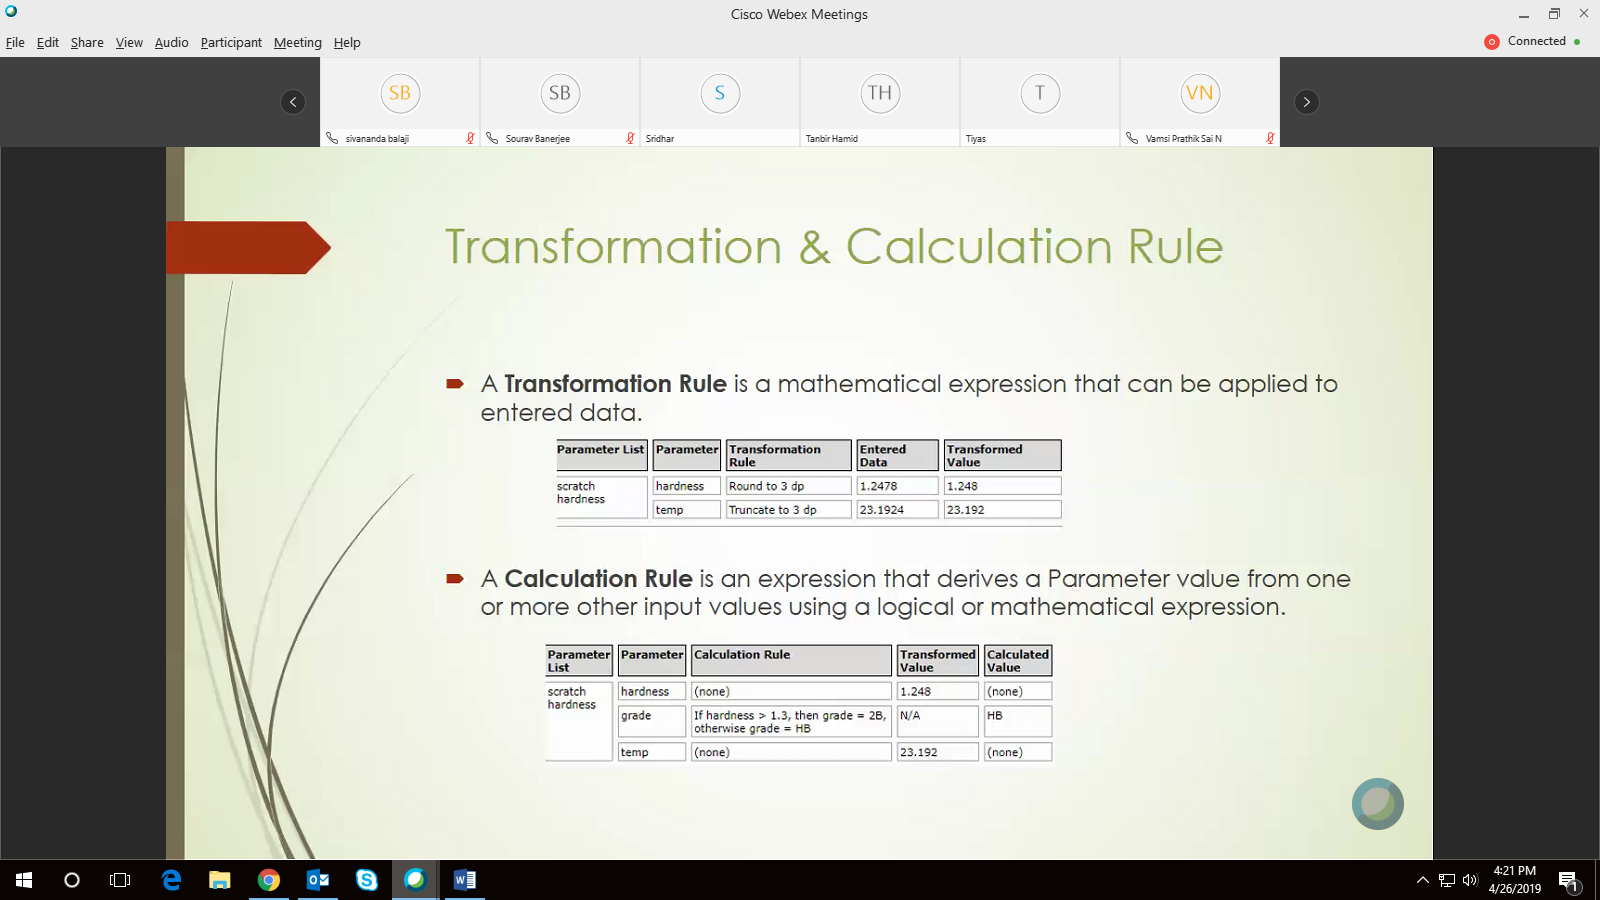 Cisco Webex Meetings
File Edit Share View Audio Participant Meeting Help
Connected
SB SB S TH T VN
sivananda balaji Sourav Banerjee Sridhar Tanbir Hamid Tiyas Vamsi Prathik Sai N
Transformation & Calculation Rule
A Transformation Rule is a mathematical expression that can be applied to
entered data.
Parameter List Parameter Transformation Rule Entered Data Transformed Value
scratch hardness hardness Round to 3 dp 1.2478 1.248
temp Truncate to 3 dp 23.1924 23.192
A Calculation Rule is an expression that derives a Parameter value from one
or more other input values using a logical or mathematical expression.
Parameter List Parameter Calculation Rule Transformed Value Calculated Value
scratch hardness hardness (none) 1.248 (none)
grade If hardness > 1.3, then grade = 2B, otherwise grade = HB N/A HB
temp (none) 23.192 (none)
4:21 PM
4/26/2019
1